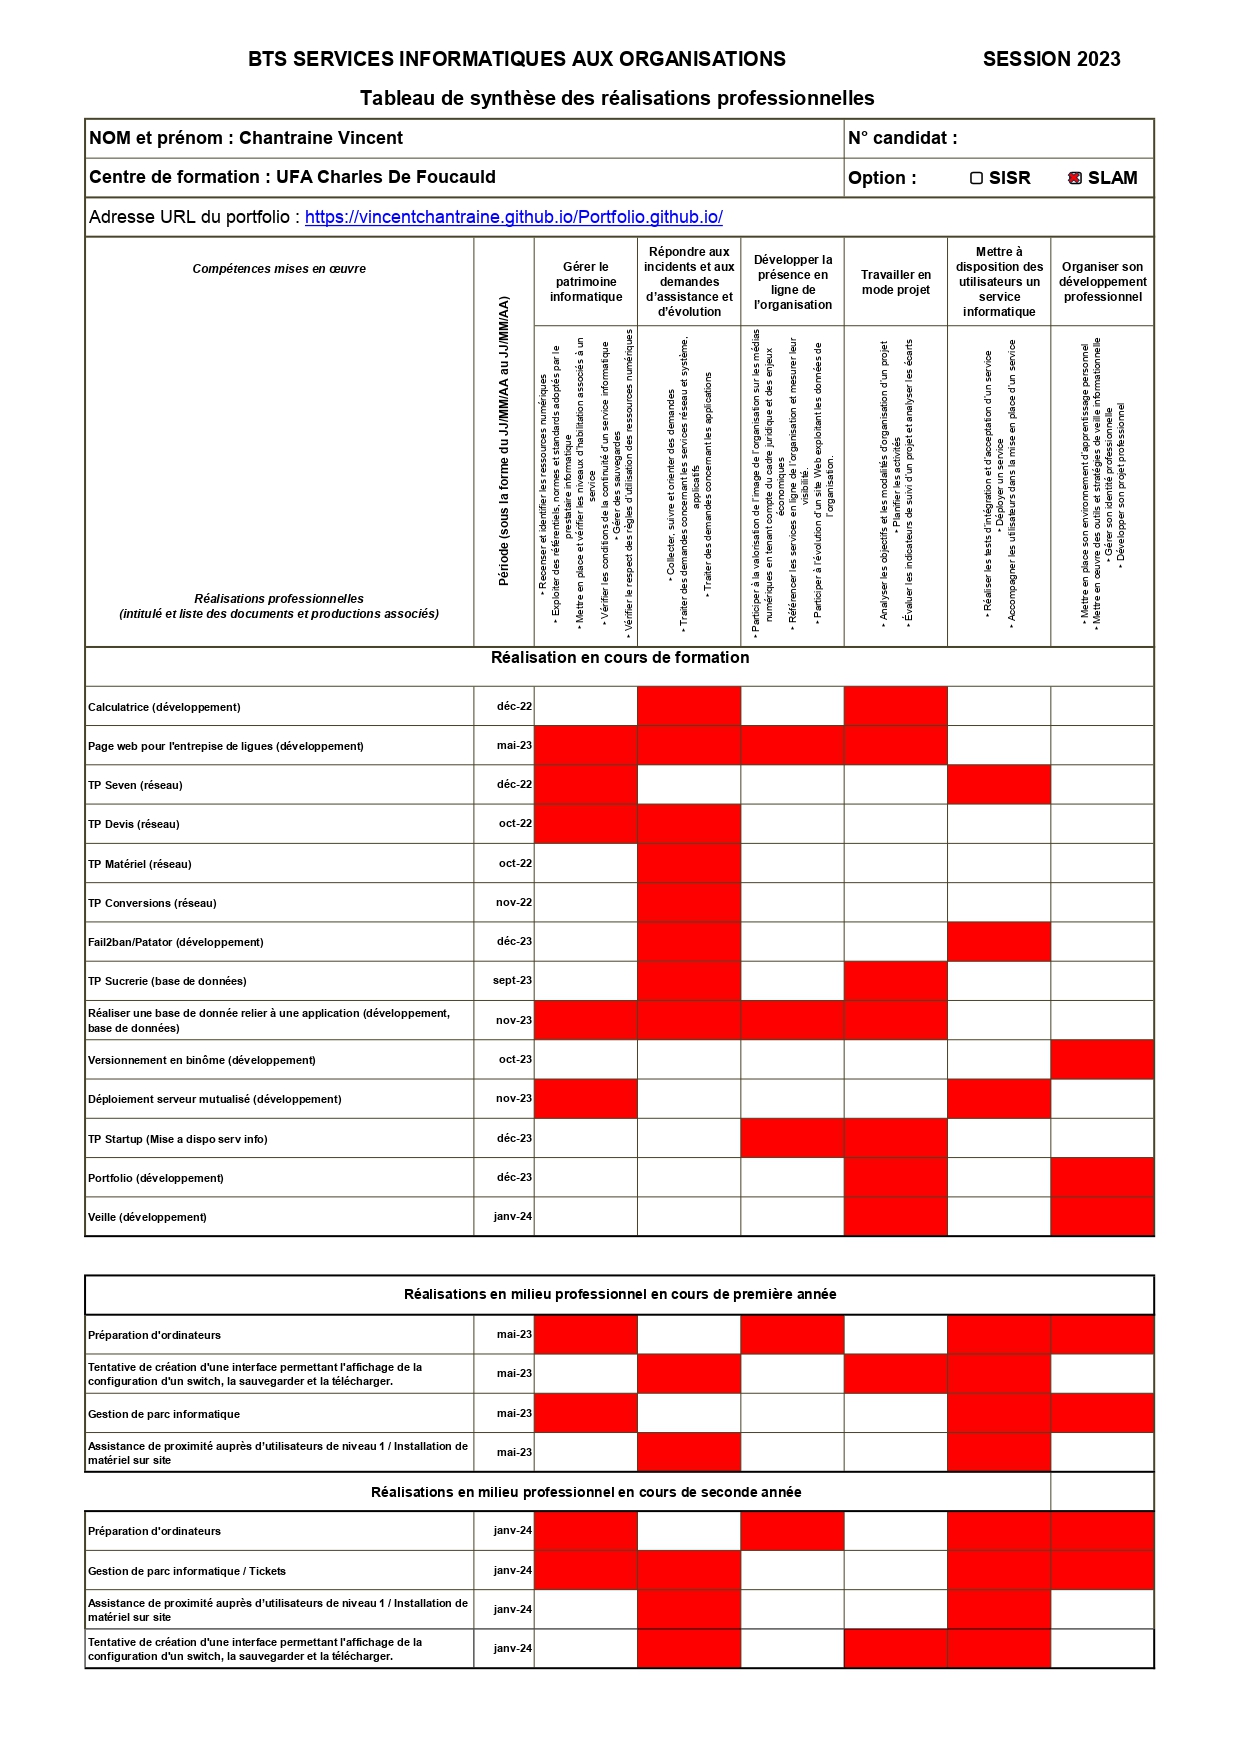 BTS SERVICES INFORMATIQUES AUX ORGANISATIONS SESSION 2023
Tableau de synthèse des réalisations professionnelles
NOM et prénom : Chantraine Vincent N° candidat :
Centre de formation : UFA Charles De Foucauld Option : SISR SLAM
Adresse URL du portfolio : https://vincentchantraine.github.io/Portfolio.github.io/
Compétences mises en œuvre
Réalisations professionnelles
(intitulé et liste des documents et productions associés)
Période (sous la forme du JJ/MM/AA au JJ/MM/AA)
Gérer le
patrimoine
informatique
Répondre aux
incidents et aux
demandes
d'assistance et
d'évolution
Développer la
présence en
ligne de
l'organisation
Travailler en
mode projet
Mettre à
disposition des
utilisateurs un
service
informatique
Organiser son
développement
professionnel
‣ Recenser et identifier les ressources numériques
‣ Exploiter des référentiels, normes et standards adoptés par le
prestataire informatique
‣ Mettre en place et vérifier les niveaux d'habilitation associés à un
service
‣ Vérifier les conditions de la continuité d'un service informatique
‣ Gérer des sauvegardes
‣ Vérifier le respect des règles d'utilisation des ressources numériques
‣ Collecter, suivre et orienter des demandes
‣ Traiter des demandes concernant les services réseau et système,
applicatifs
‣ Traiter des demandes concernant les applications
‣ Participer à la valorisation de l'image de l'organisation sur les médias
numériques en tenant compte du cadre juridique et des enjeux
économiques
‣ Référencer les services en ligne de l'organisation et mesurer leur
visibilité.
‣ Participer à l'évolution d'un site Web exploitant les données de
l'organisation.
‣ Analyser les objectifs et les modalités d'organisation d'un projet
‣ Planifier les activités
‣ Évaluer les indicateurs de suivi d'un projet et analyser les écarts
‣ Réaliser les tests d'intégration et d'acceptation d'un service
‣ Déployer un service
‣ Accompagner les utilisateurs dans la mise en place d'un service
‣ Mettre en place son environnement d'apprentissage personnel
‣ Mettre en œuvre des outils et stratégies de veille informationnelle
‣ Gérer son identité professionnelle
‣ Développer son projet professionnel
Réalisation en cours de formation
Calculatrice (développement) déc-22
Page web pour l'entrepise de ligues (développement) mai-23
TP Seven (réseau) déc-22
TP Devis (réseau) oct-22
TP Matériel (réseau) oct-22
TP Conversions (réseau) nov-22
Fail2ban/Patator (développement) déc-23
TP Sucrerie (base de données) sept-23
Réaliser une base de donnée relier à une application (développement,
base de données) nov-23
Versionnement en binôme (développement) oct-23
Déploiement serveur mutualisé (développement) nov-23
TP Startup (Mise a dispo serv info) déc-23
Portfolio (développement) déc-23
Veille (développement) janv-24
Réalisations en milieu professionnel en cours de première année
Préparation d'ordinateurs mai-23
Tentative de création d'une interface permettant l'affichage de la
configuration d'un switch, la sauvegarder et la télécharger. mai-23
Gestion de parc informatique mai-23
Assistance de proximité auprès d'utilisateurs de niveau 1 / Installation de
matériel sur site mai-23
Réalisations en milieu professionnel en cours de seconde année
Préparation d'ordinateurs janv-24
Gestion de parc informatique / Tickets janv-24
Assistance de proximité auprès d'utilisateurs de niveau 1 / Installation de
matériel sur site janv-24
Tentative de création d'une interface permettant l'affichage de la
configuration d'un switch, la sauvegarder et la télécharger. janv-24